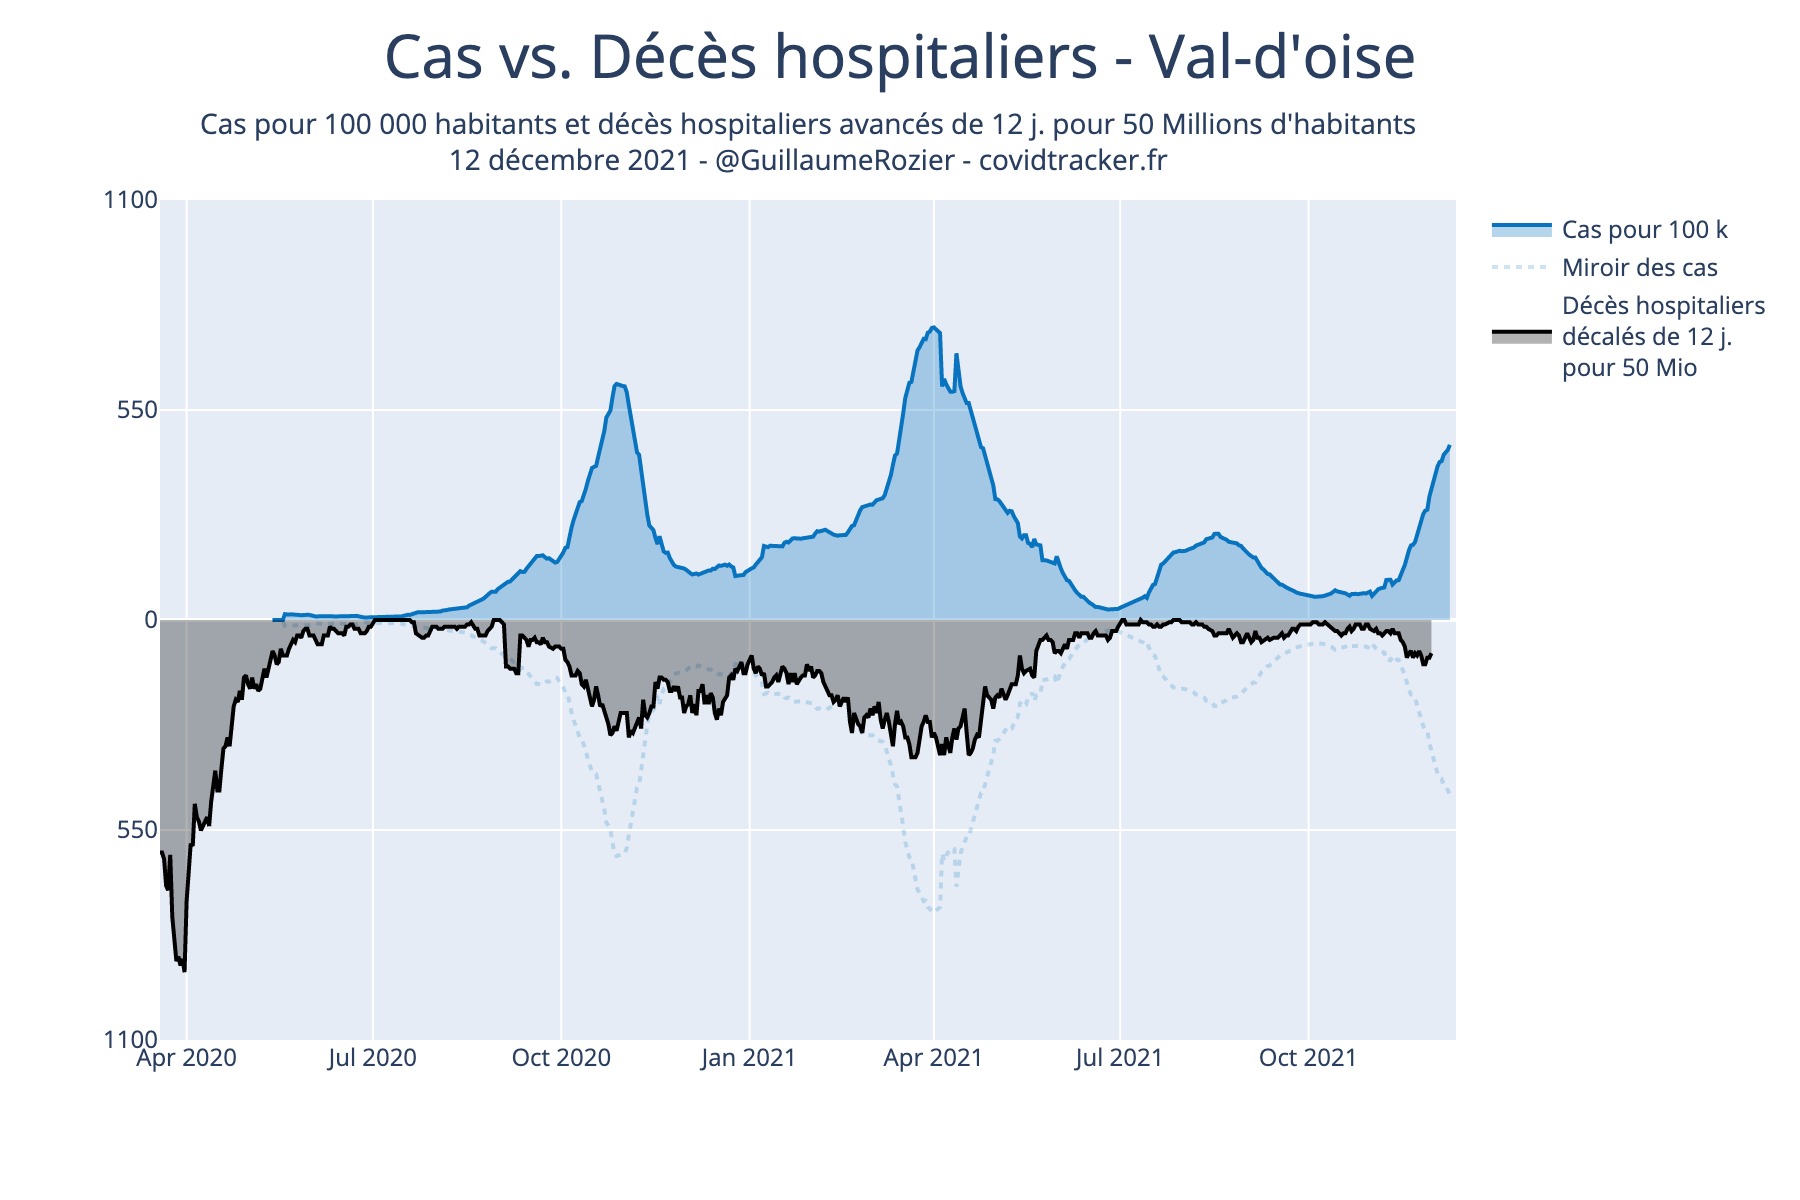 Cas vs. Décès hospitaliers - Val-d'oise
Cas pour 100 000 habitants et décès hospitaliers avancés de 12 j. pour 50 Millions d'habitants
12 décembre 2021 - @GuillaumeRozier - covidtracker.fr
1100
550
0
550
1100
Apr 2020
Jul 2020
Oct 2020
Jan 2021
Apr 2021
Jul 2021
Oct 2021
Cas pour 100 k
Miroir des cas
Décès hospitaliers
décalés de 12 j.
pour 50 Mio